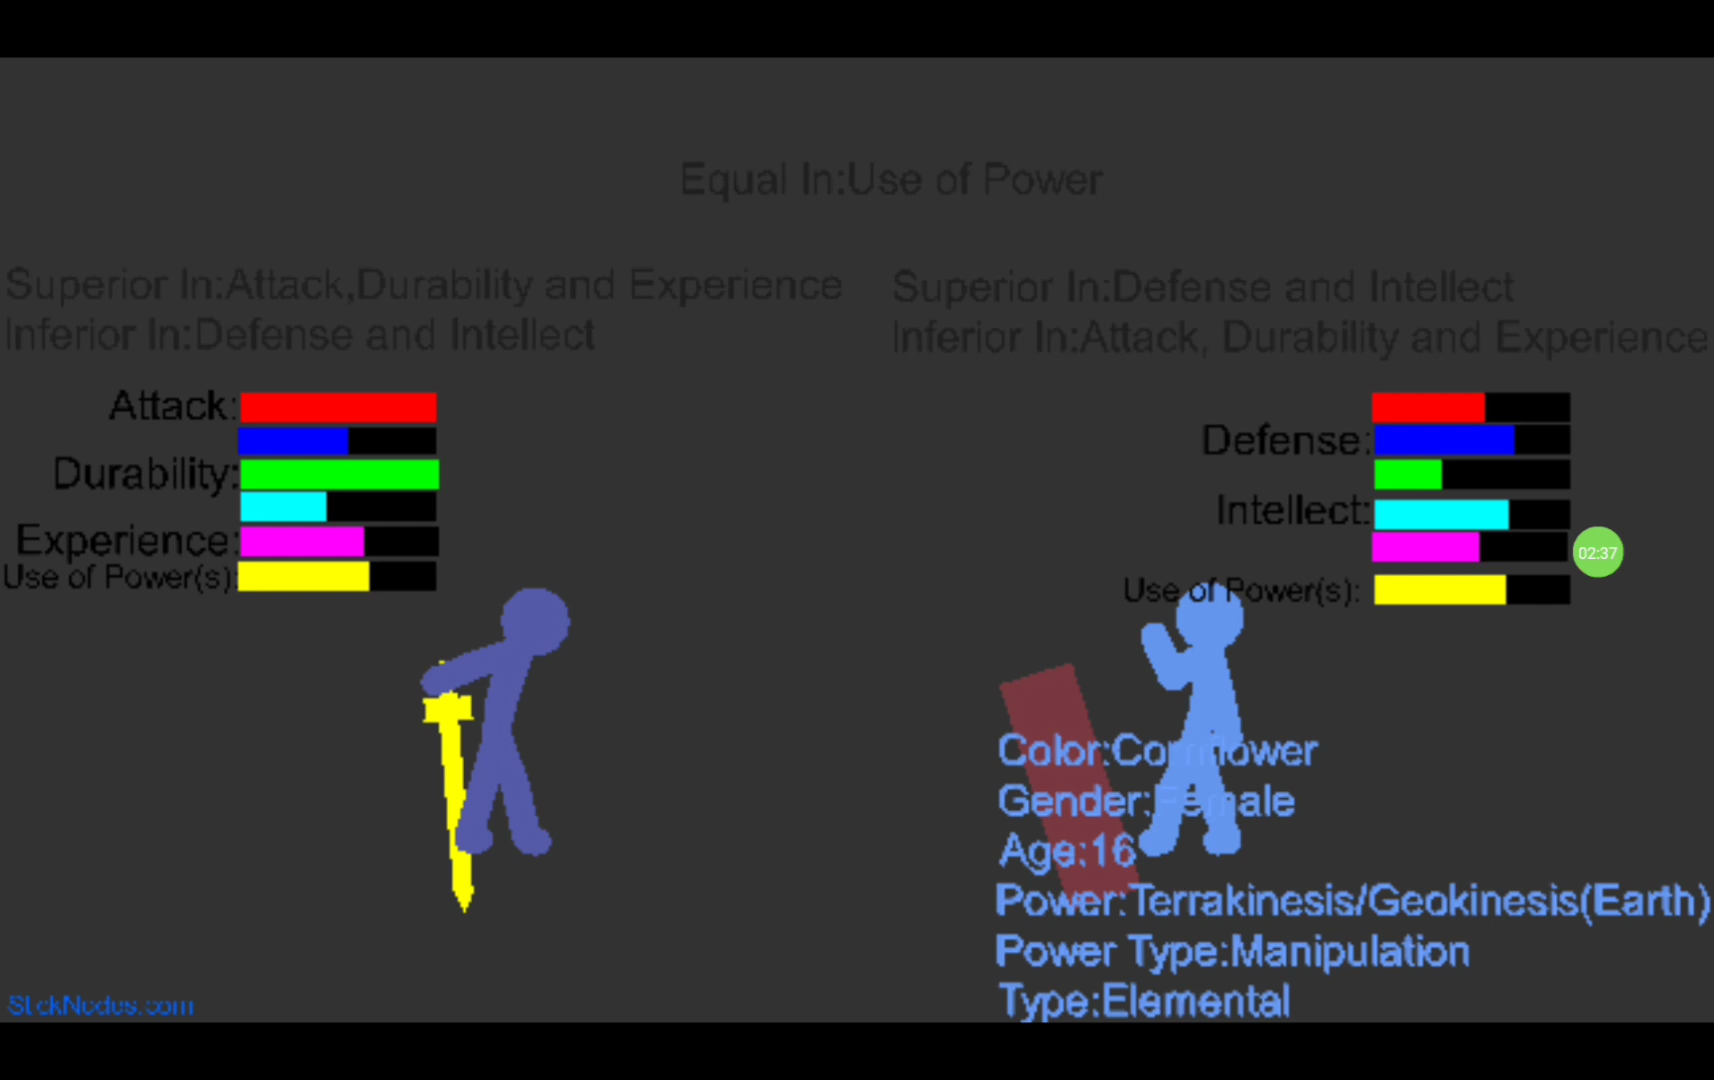 Equal In:Use of Power
Superior In:Attack,Durability and Experience
Inferior In:Defense and Intellect
Superior In:Defense and Intellect
Inferior In:Attack, Durability and Experience
Attack:
Durability:
Experience:
Use of Power(s):
Defense:
Intellect:
02:37
Use of Power(s):
Color:Cornflower
Gender:Female
Age:16
Power:Terrakinesis/Geokinesis(Earth)
Power Type:Manipulation
Type:Elemental
StickNodes.com